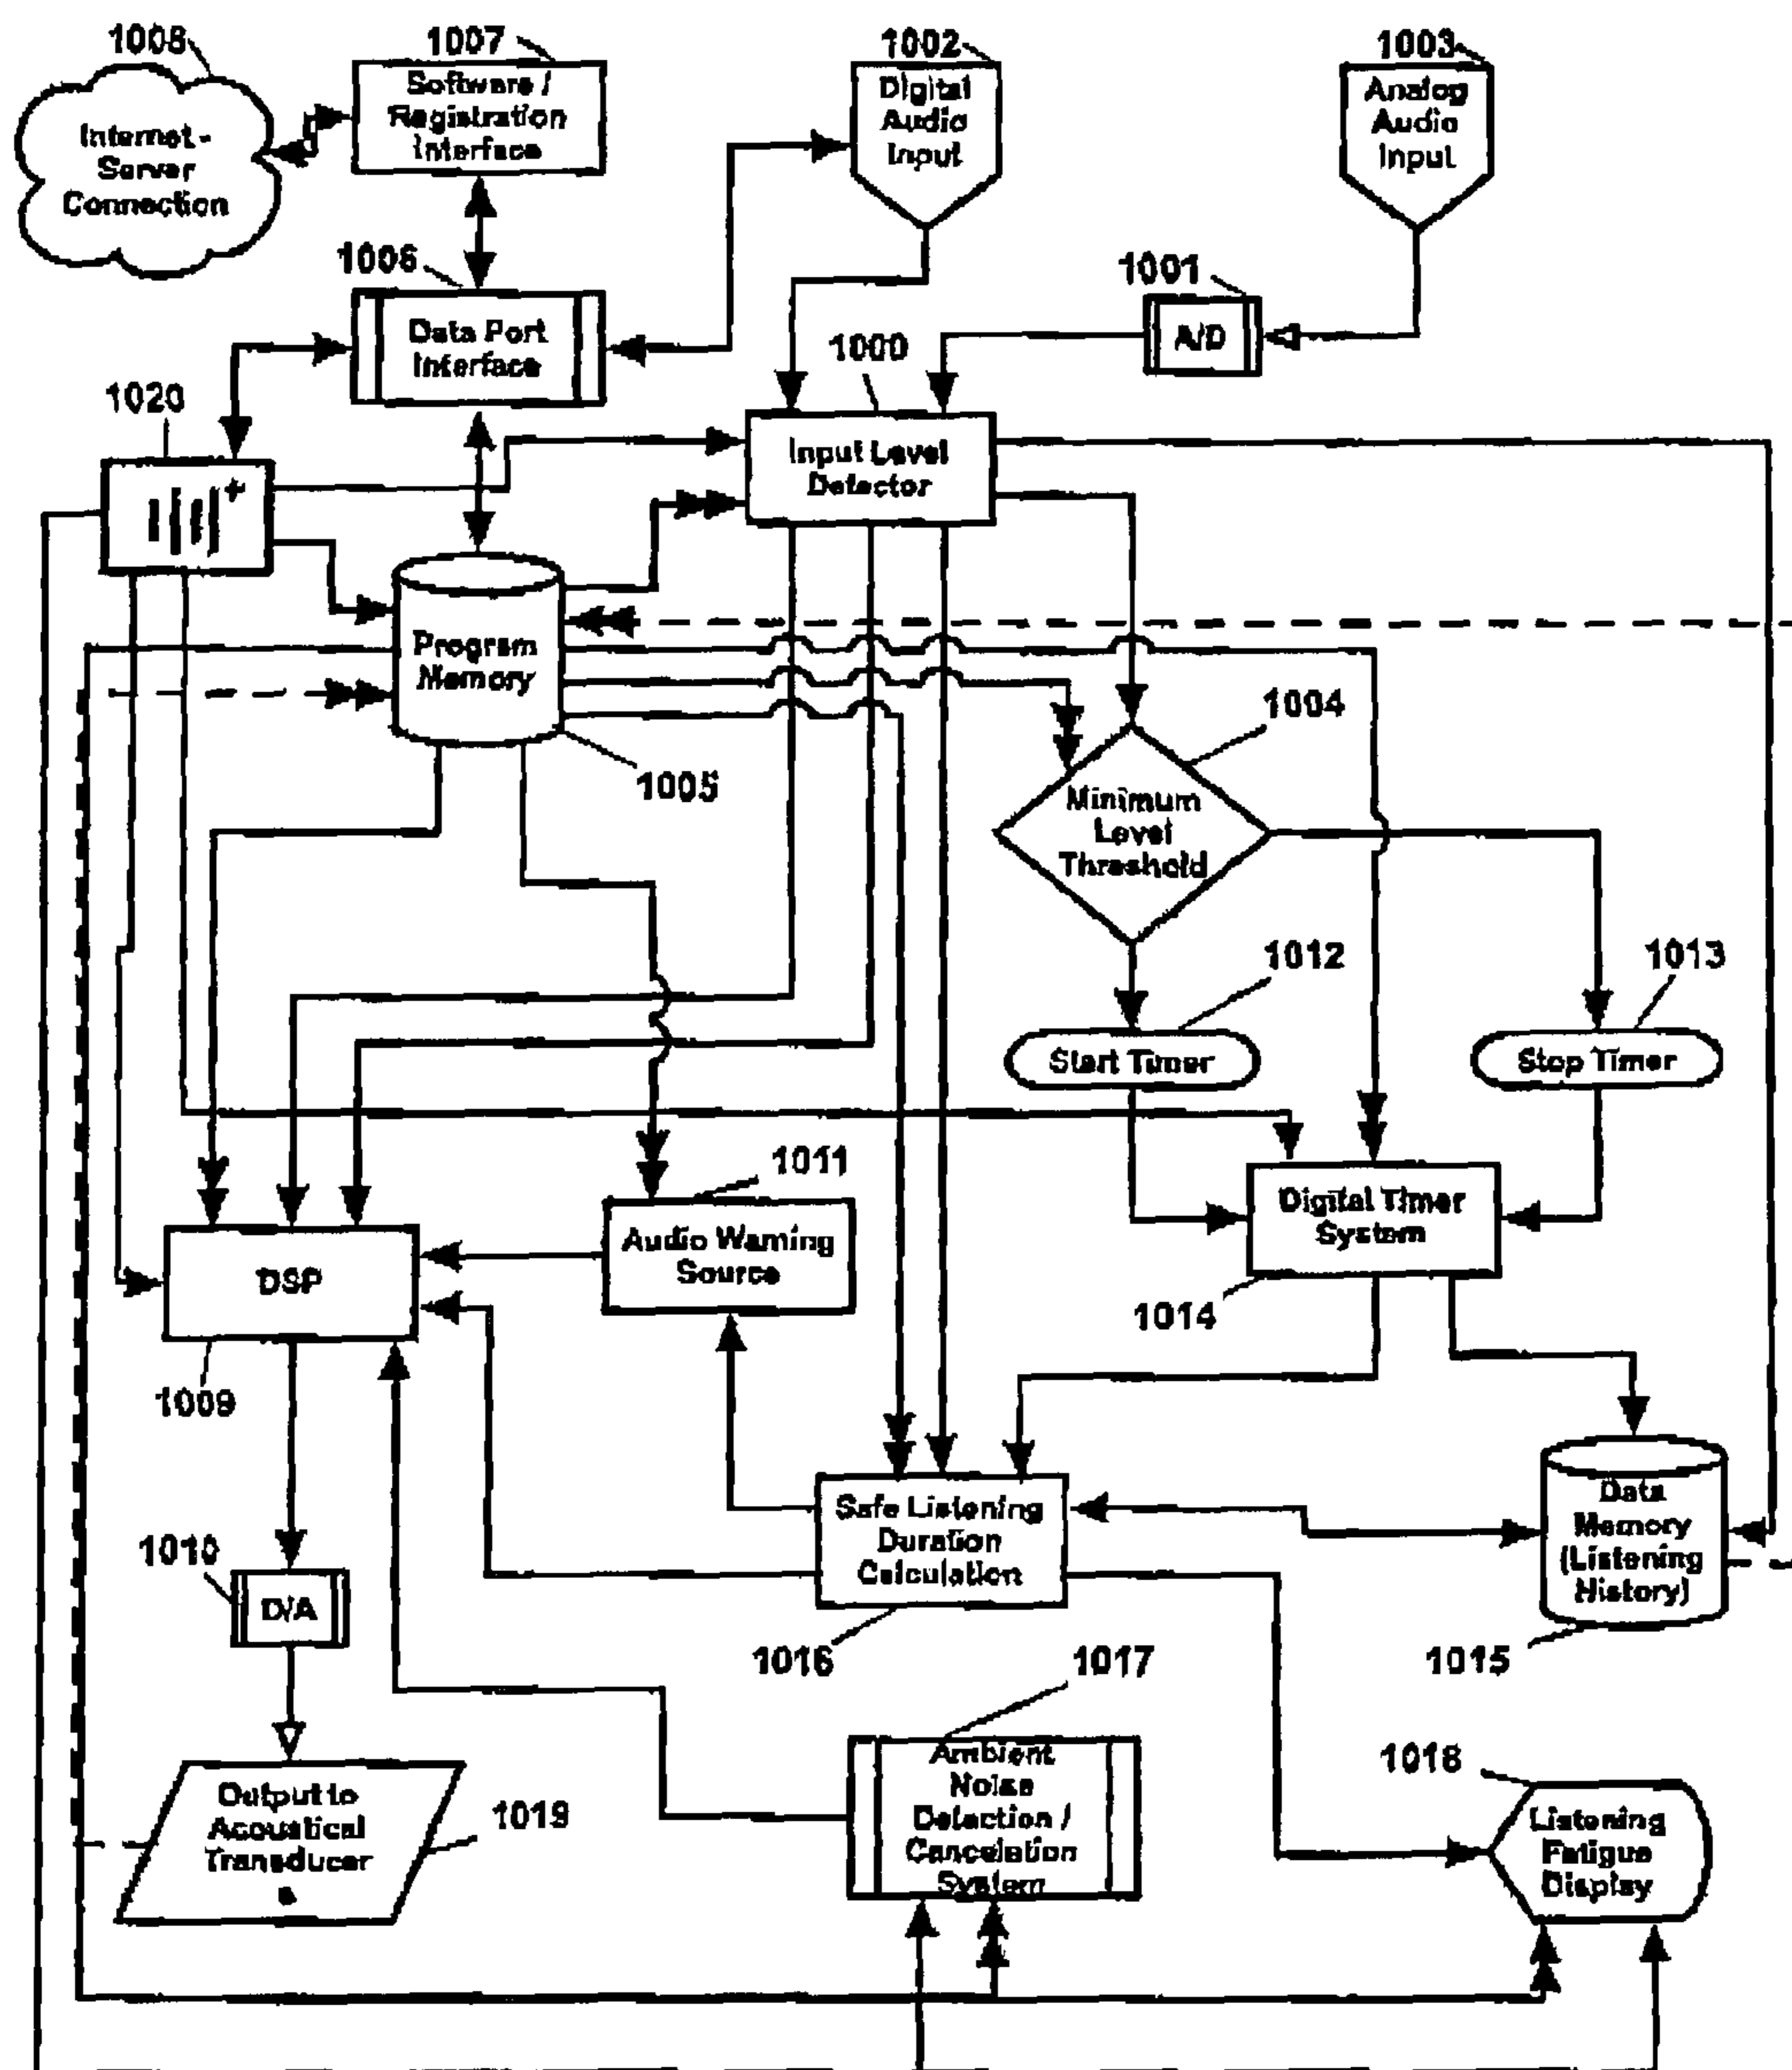 1008
1007
1002
1003
Internet-
Server
Connection
Software /
Registration
Interface
Digital
Audio
Input
Analog
Audio
Input
1006
1001
Data Port
Interface
A/D
1000
1020
Input Level
Detector
+
Program
Memory
1005
1004
Minimum
Level
Threshold
1012
1013
Start Timer
Stop Timer
1011
Digital Timer
System
Audio Warning
Source
DSP
1014
1009
Safe Listening
Duration
Calculation
Data
Memory
(Listening
History)
1010
D/A
1016
1017
1015
Ambient
Noise
Detection /
Cancelation
System
1018
Output to
Acoustical
Transducer
1019
Listening
Fatigue
Display